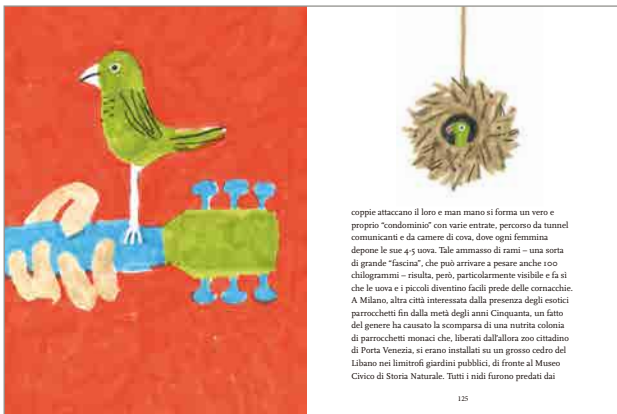 coppie attaccano il loro e man mano si forma un vero e
proprio “condominio” con varie entrate, percorso da tunnel
comunicanti e da camere di cova, dove ogni femmina
depone le sue 4-5 uova. Tale ammasso di rami – una sorta
di grande “fascina”, che può arrivare a pesare anche 100
chilogrammi – risulta, però, particolarmente visibile e fa sì
che le uova e i piccoli diventino facili prede delle cornacchie.
A Milano, altra città interessata dalla presenza degli esotici
parrocchetti fin dalla metà degli anni Cinquanta, un fatto
del genere ha causato la scomparsa di una nutrita colonia
di parrocchetti monaci che, liberati dall’allora zoo cittadino
di Porta Venezia, si erano installati su un grosso cedro del
Libano nei limitrofi giardini pubblici, di fronte al Museo
Civico di Storia Naturale. Tutti i nidi furono predati dai
125